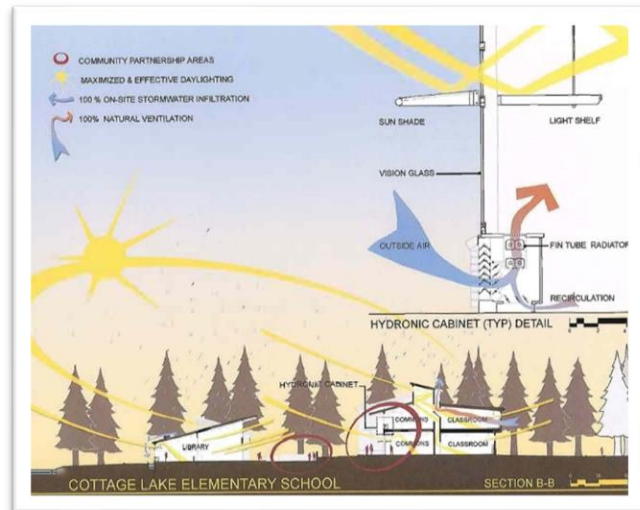 COMMUNITY PARTNERSHIP AREAS
MAXIMIZED & EFFECTIVE DAYLIGHTING
100 % ON-SITE STORMWATER INFILTRATION
100% NATURAL VENTILATION
SUN SHADE
LIGHT SHELF
VISION GLASS
OUTSIDE AIR
FIN TUBE RADIATOR
RECIRCULATION
HYDRONIC CABINET (TYP) DETAIL
HYDRONIC CABINET
LIBRARY
COMMONS
CLASSROOM
COMMONS
CLASSROOM
COTTAGE LAKE ELEMENTARY SCHOOL
SECTION B-B